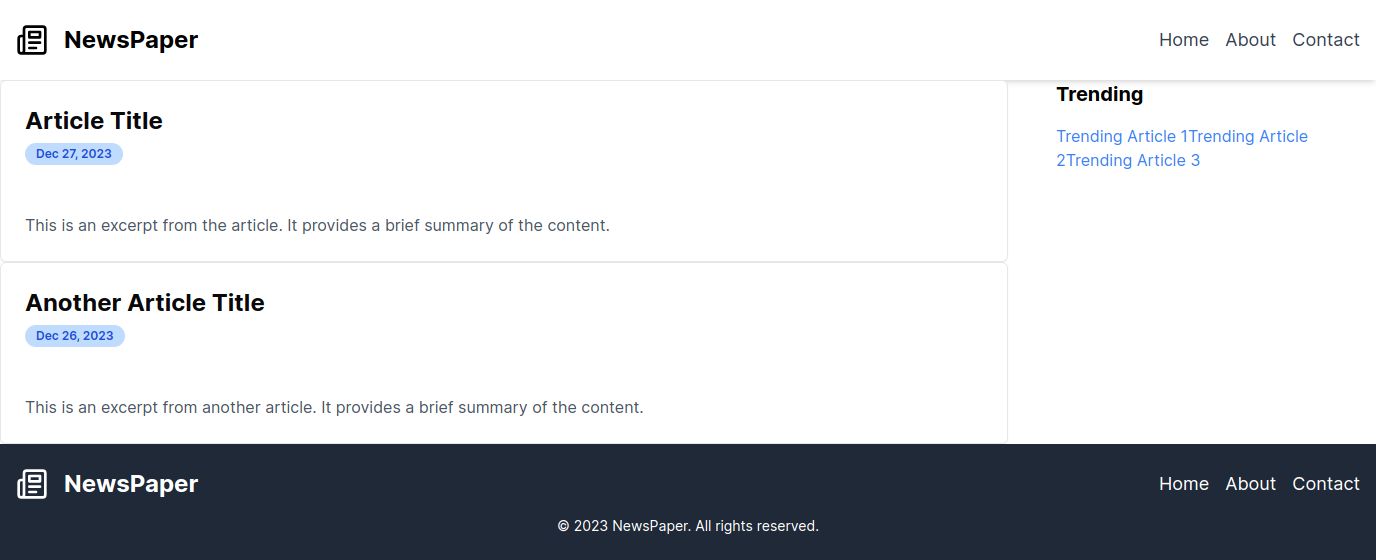 NewsPaper
Home About Contact
Article Title
Dec 27, 2023
This is an excerpt from the article. It provides a brief summary of the content.
Another Article Title
Dec 26, 2023
This is an excerpt from another article. It provides a brief summary of the content.
Trending
Trending Article 1Trending Article
2Trending Article 3
NewsPaper
Home About Contact
© 2023 NewsPaper. All rights reserved.